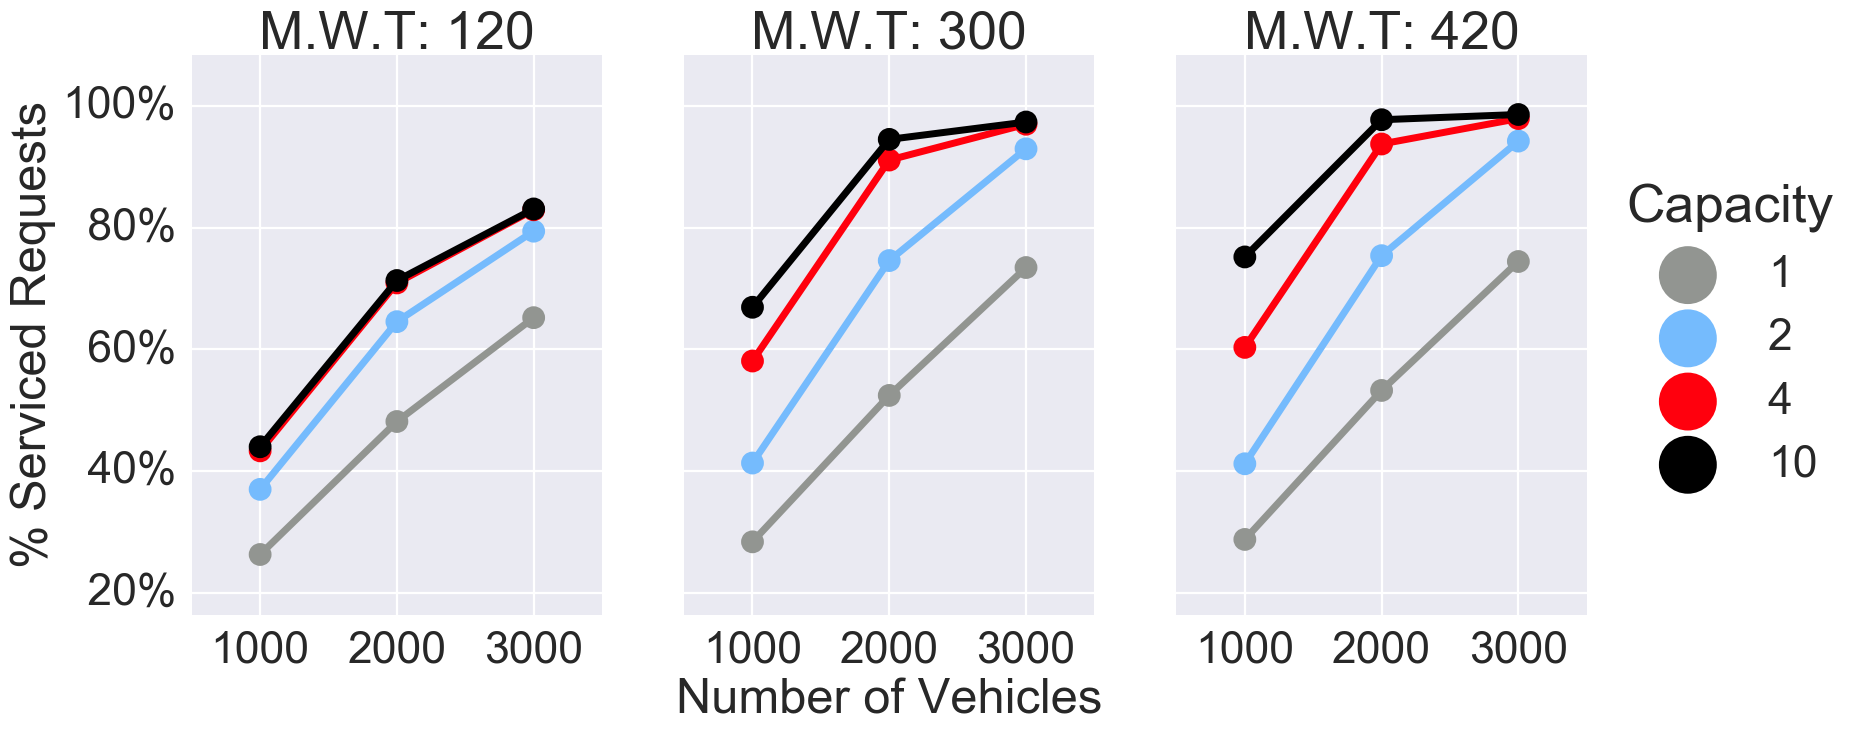 M.W.T: 120
M.W.T: 300
M.W.T: 420
% Serviced Requests
100%
80%
60%
40%
20%
1000 2000 3000
1000 2000 3000
1000 2000 3000
Number of Vehicles
Capacity
1
2
4
10